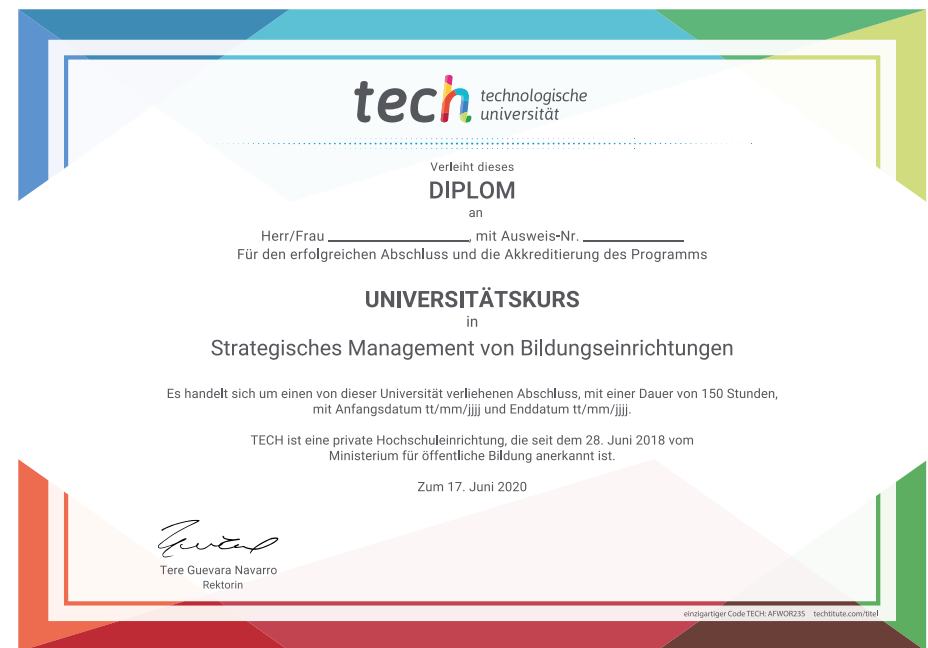 tech technologische
universität
Verleiht dieses
DIPLOM
an
Herr/Frau ____________________, mit Ausweis-Nr. ______________
Für den erfolgreichen Abschluss und die Akkreditierung des Programms
UNIVERSITÄTSKURS
in
Strategisches Management von Bildungseinrichtungen
Es handelt sich um einen von dieser Universität verliehenen Abschluss, mit einer Dauer von 150 Stunden,
mit Anfangsdatum tt/mm/jjjj und Enddatum tt/mm/jjjj.
TECH ist eine private Hochschuleinrichtung, die seit dem 28. Juni 2018 vom
Ministerium für öffentliche Bildung anerkannt ist.
Zum 17. Juni 2020
Tere Guevara Navarro
Rektorin
einzigartiger Code TECH: AFWOR23S techtitute.com/titel